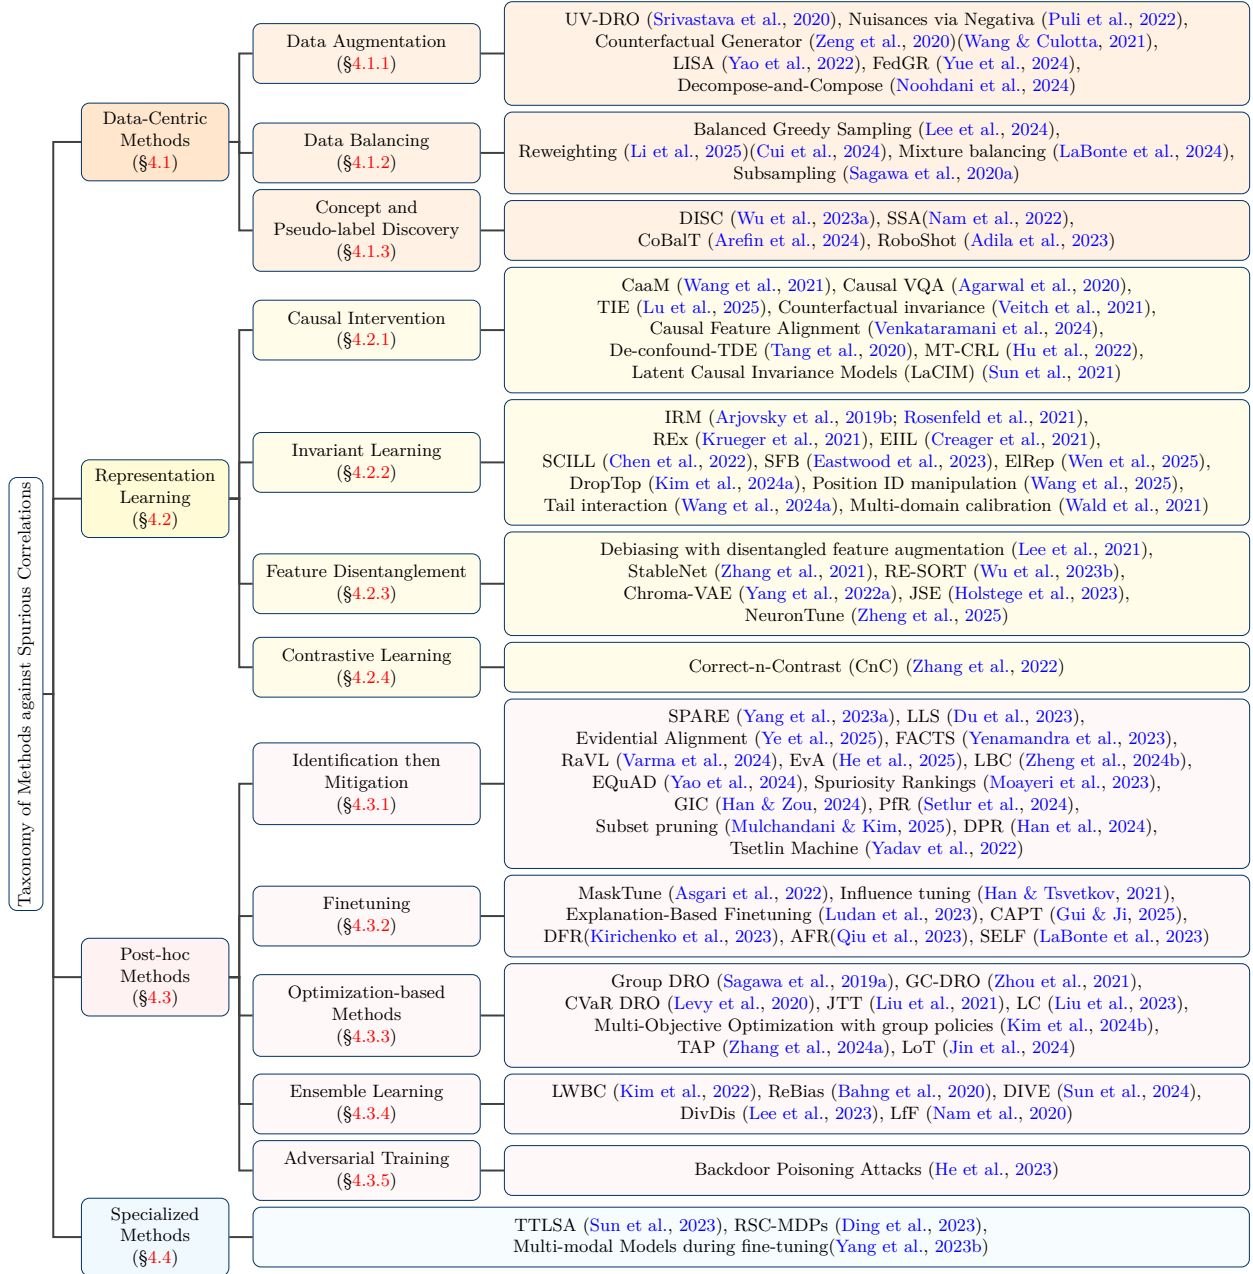 Taxonomy of Methods against Spurious Correlations
Data-Centric
Methods
(§4.1)
Data Augmentation
(§4.1.1)
UV-DRO (Srivastava et al., 2020), Nuisances via Negativa (Puli et al., 2022),
Counterfactual Generator (Zeng et al., 2020)(Wang & Culotta, 2021),
LISA (Yao et al., 2022), FedGR (Yue et al., 2024),
Decompose-and-Compose (Noohdani et al., 2024)
Data Balancing
(§4.1.2)
Balanced Greedy Sampling (Lee et al., 2024),
Reweighting (Li et al., 2025)(Cui et al., 2024), Mixture balancing (LaBonte et al., 2024),
Subsampling (Sagawa et al., 2020a)
Concept and
Pseudo-label Discovery
(§4.1.3)
DISC (Wu et al., 2023a), SSA(Nam et al., 2022),
CoBalT (Arefin et al., 2024), RoboShot (Adila et al., 2023)
Representation
Learning
(§4.2)
Causal Intervention
(§4.2.1)
CaaM (Wang et al., 2021), Causal VQA (Agarwal et al., 2020),
TIE (Lu et al., 2025), Counterfactual invariance (Veitch et al., 2021),
Causal Feature Alignment (Venkataramani et al., 2024),
De-confound-TDE (Tang et al., 2020), MT-CRL (Hu et al., 2022),
Latent Causal Invariance Models (LaCIM) (Sun et al., 2021)
Invariant Learning
(§4.2.2)
IRM (Arjovsky et al., 2019b; Rosenfeld et al., 2021),
REx (Krueger et al., 2021), EIIL (Creager et al., 2021),
SCILL (Chen et al., 2022), SFB (Eastwood et al., 2023), ElRep (Wen et al., 2025),
DropTop (Kim et al., 2024a), Position ID manipulation (Wang et al., 2025),
Tail interaction (Wang et al., 2024a), Multi-domain calibration (Wald et al., 2021)
Feature Disentanglement
(§4.2.3)
Debiasing with disentangled feature augmentation (Lee et al., 2021),
StableNet (Zhang et al., 2021), RE-SORT (Wu et al., 2023b),
Chroma-VAE (Yang et al., 2022a), JSE (Holstege et al., 2023),
NeuronTune (Zheng et al., 2025)
Contrastive Learning
(§4.2.4)
Correct-n-Contrast (CnC) (Zhang et al., 2022)
Post-hoc
Methods
(§4.3)
Identification then
Mitigation
(§4.3.1)
SPARE (Yang et al., 2023a), LLS (Du et al., 2023),
Evidential Alignment (Ye et al., 2025), FACTS (Yenamandra et al., 2023),
RaVL (Varma et al., 2024), EvA (He et al., 2025), LBC (Zheng et al., 2024b),
EQuAD (Yao et al., 2024), Spuriosity Rankings (Moayeri et al., 2023),
GIC (Han & Zou, 2024), PfR (Setlur et al., 2024),
Subset pruning (Mulchandani & Kim, 2025), DPR (Han et al., 2024),
Tsetlin Machine (Yadav et al., 2022)
Finetuning
(§4.3.2)
MaskTune (Asgari et al., 2022), Influence tuning (Han & Tsvetkov, 2021),
Explanation-Based Finetuning (Ludan et al., 2023), CAPT (Gui & Ji, 2025),
DFR(Kirichenko et al., 2023), AFR(Qiu et al., 2023), SELF (LaBonte et al., 2023)
Optimization-based
Methods
(§4.3.3)
Group DRO (Sagawa et al., 2019a), GC-DRO (Zhou et al., 2021),
CVaR DRO (Levy et al., 2020), JTT (Liu et al., 2021), LC (Liu et al., 2023),
Multi-Objective Optimization with group policies (Kim et al., 2024b),
TAP (Zhang et al., 2024a), LoT (Jin et al., 2024)
Ensemble Learning
(§4.3.4)
LWBC (Kim et al., 2022), ReBias (Bahng et al., 2020), DIVE (Sun et al., 2024),
DivDis (Lee et al., 2023), LfF (Nam et al., 2020)
Adversarial Training
(§4.3.5)
Backdoor Poisoning Attacks (He et al., 2023)
Specialized
Methods
(§4.4)
TTLSA (Sun et al., 2023), RSC-MDPs (Ding et al., 2023),
Multi-modal Models during fine-tuning(Yang et al., 2023b)